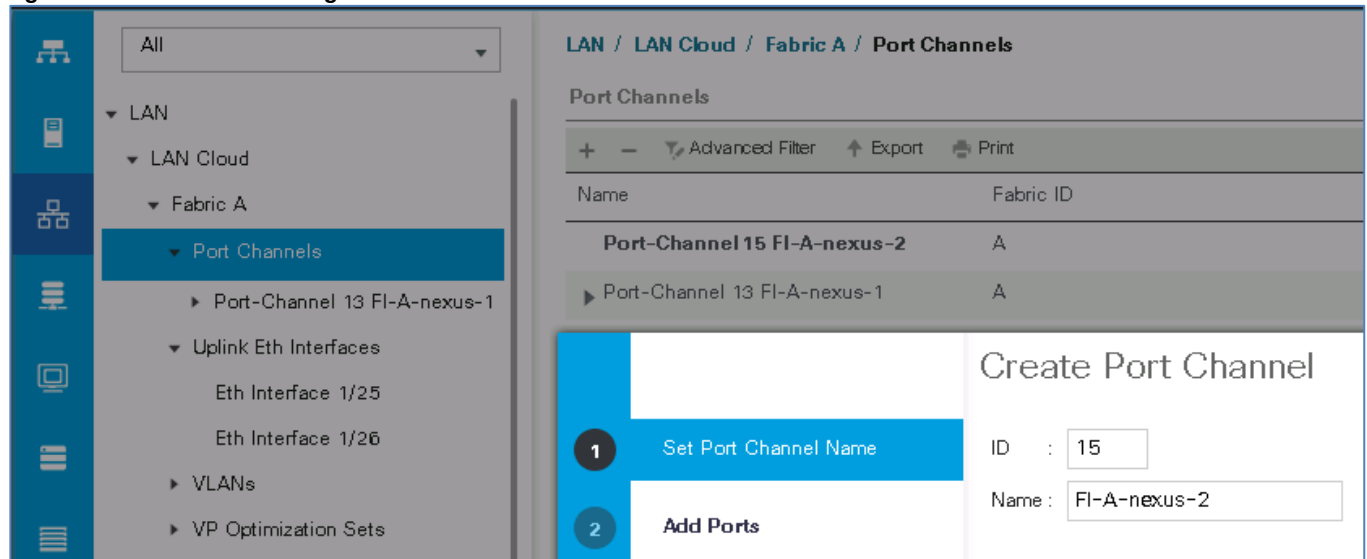 All
LAN
LAN Cloud
Fabric A
Port Channels
Port-Channel 13 FI-A-nexus-1
Uplink Eth Interfaces
Eth Interface 1/25
Eth Interface 1/26
VLANs
VP Optimization Sets
LAN / LAN Cloud / Fabric A / Port Channels
Port Channels
+ − Advanced Filter Export Print
Name Fabric ID
Port-Channel 15 FI-A-nexus-2 A
Port-Channel 13 FI-A-nexus-1 A
Create Port Channel
1 Set Port Channel Name
ID : 15
Name : FI-A-nexus-2
2 Add Ports